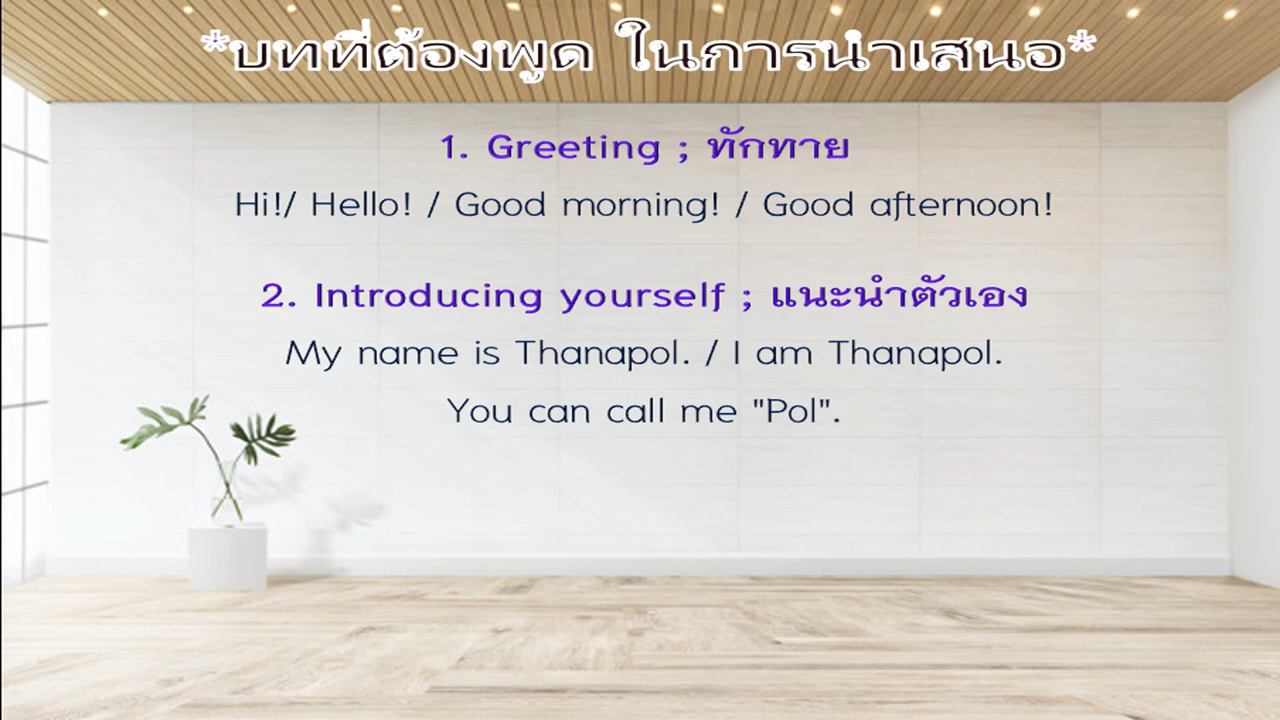 *บทที่ต้องพูด ในการนำเสนอ*
1. Greeting ; ทักทาย
Hi!/ Hello! / Good morning! / Good afternoon!
2. Introducing yourself ; แนะนำตัวเอง
My name is Thanapol. / I am Thanapol.
You can call me "Pol".